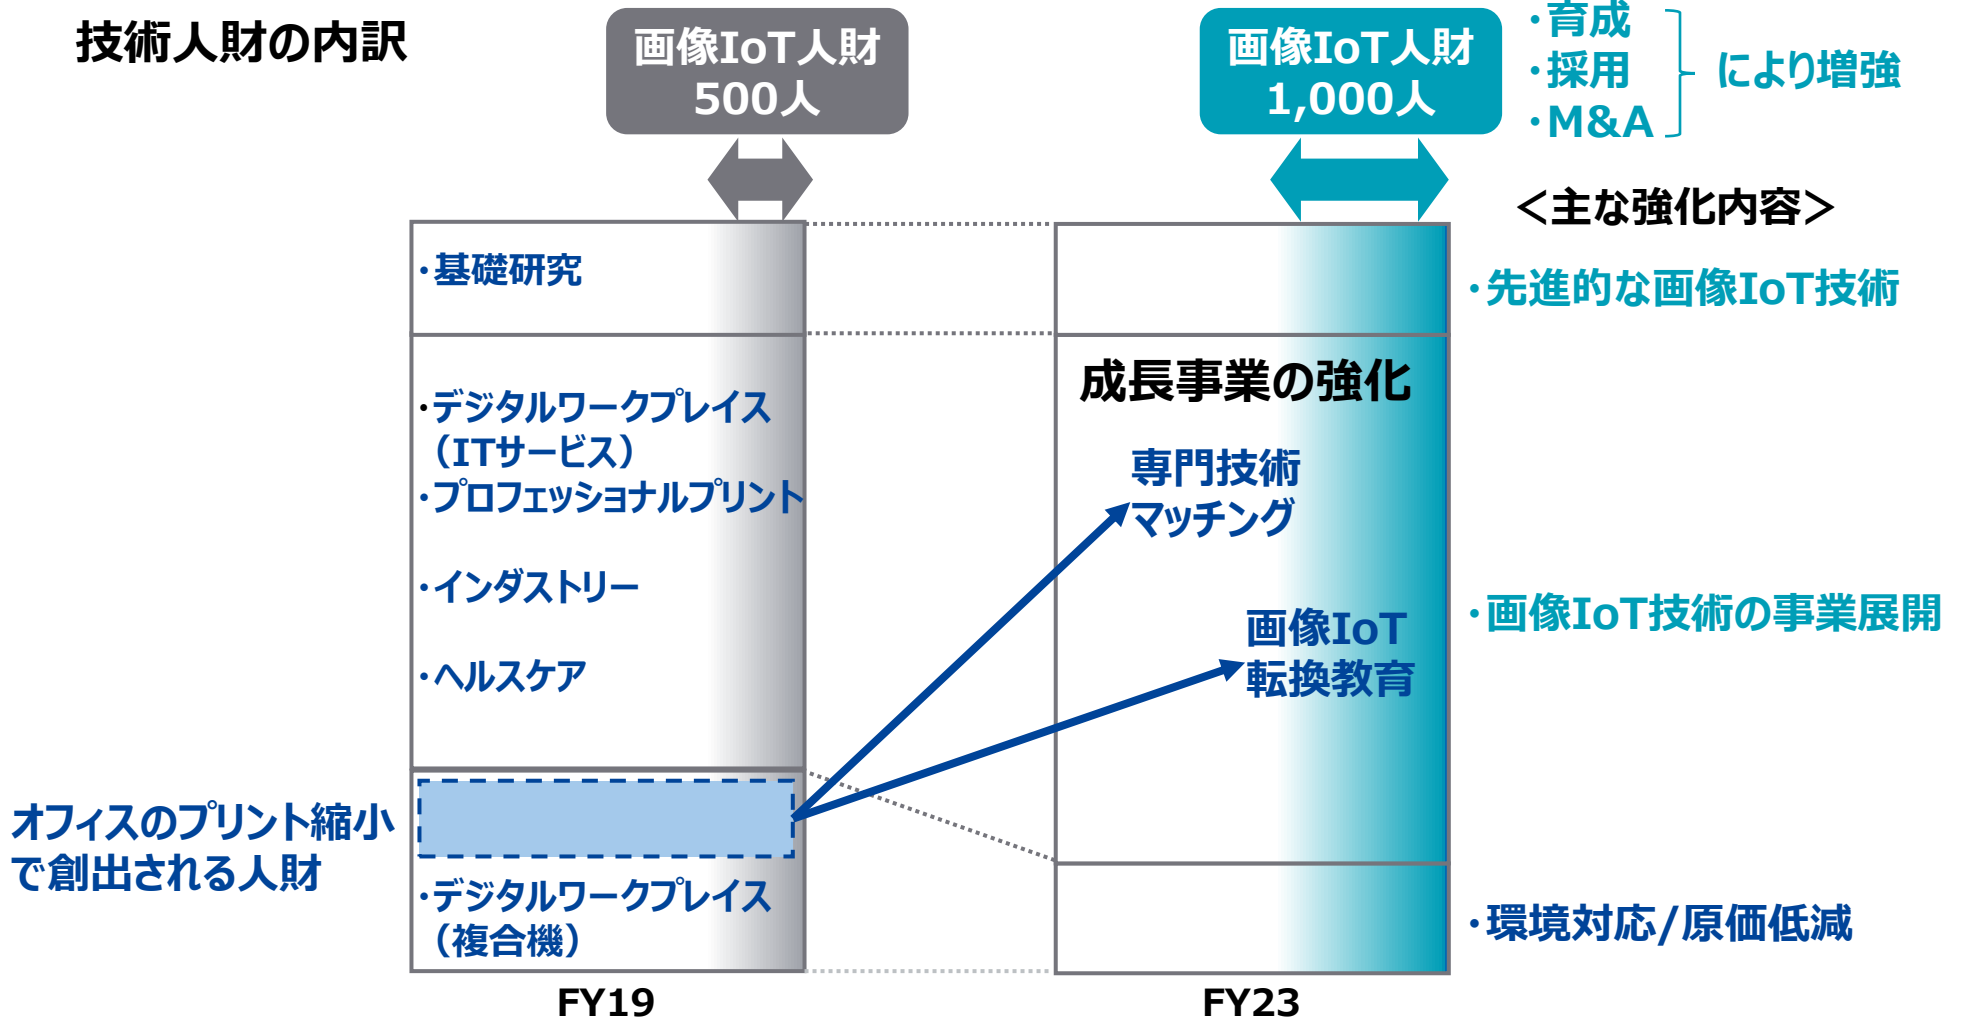 技術人財の内訳
画像IoT人財
500人
画像IoT人財
1,000人
・育成
・採用
・M&A
により増強
＜主な強化内容＞
・基礎研究
・先進的な画像IoT技術
・デジタルワークプレイス
（ITサービス）
・プロフェッショナルプリント
・インダストリー
・ヘルスケア
成長事業の強化
専門技術
マッチング
画像IoT
転換教育
・画像IoT技術の事業展開
オフィスのプリント縮小
で創出される人財
・デジタルワークプレイス
（複合機）
・環境対応/原価低減
FY19
FY23